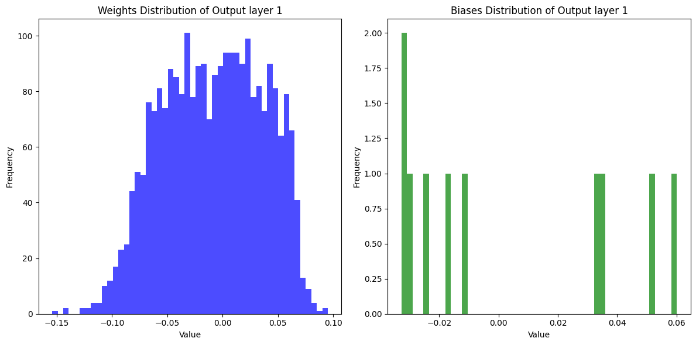 Weights Distribution of Output layer 1
Frequency
100
80
60
40
20
0
−0.15 −0.10 −0.05 0.00 0.05 0.10
Value
Biases Distribution of Output layer 1
Frequency
2.00
1.75
1.50
1.25
1.00
0.75
0.50
0.25
0.00
−0.02 0.00 0.02 0.04 0.06
Value